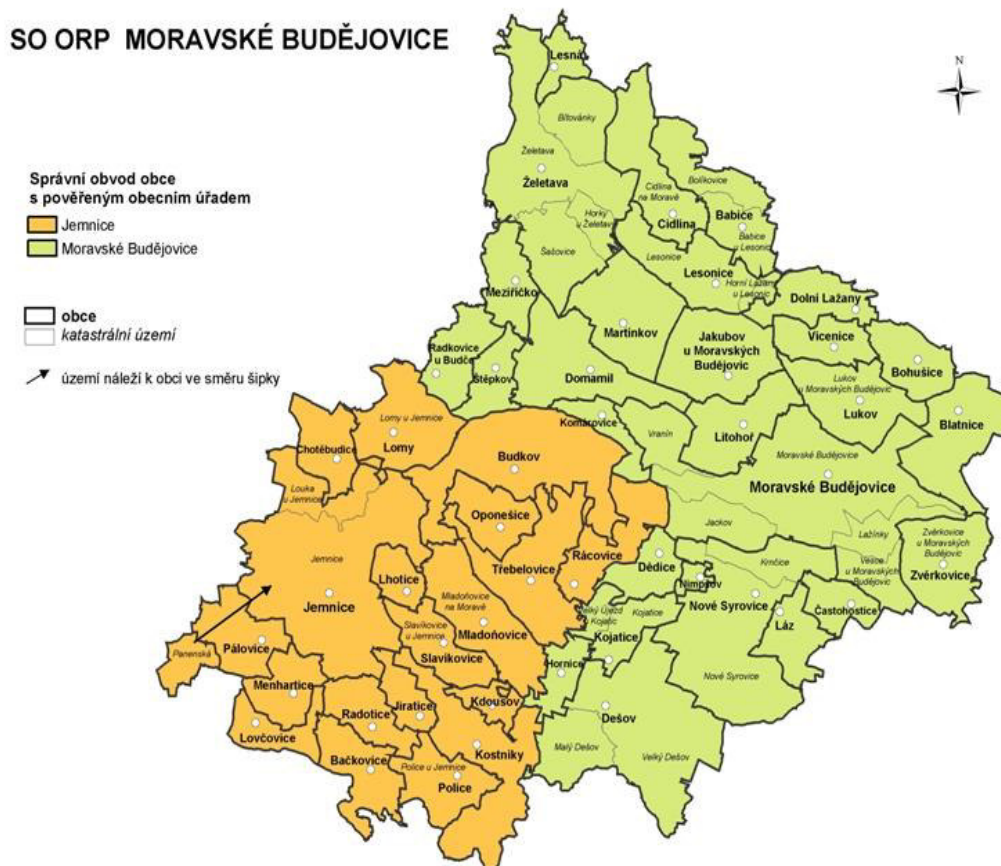 SO ORP MORAVSKÉ BUDĚJOVICE
N
Správní obvod obce
s pověřeným obecním úřadem
Jemnice
Moravské Budějovice
obce
katastrální území
území náleží k obci ve směru šipky
Lesná
Bítovánky
Želetava
Želetava
Bolíkovice
Cidlina
na Moravě
Cidlina
Babice
Babice
u Lesonic
Horky
u Želetavy
Šašovice
Lesonice
Lesonice
Horní Lažany
u Lesonic
Meziříčko
Dolní Lažany
Martínkov
Jakubov
u Moravských
Budějovic
Vícenice
Radkovice
u Budče
Štěpkov
Domamil
Bohušice
Lukov
u Moravských Budějovic
Lukov
Blatnice
Komárovice
Vranín
Litohoř
Lomy u Jemnice
Lomy
Chotěbudice
Budkov
Moravské Budějovice
Moravské Budějovice
Louka
u Jemnice
Oponešice
Jackov
Lažínky
Zvěrkovice
u Moravských
Budějovic
Zvěrkovice
Jemnice
Jemnice
Lhotice
Třebelovice
Rácovice
Dědice
Krnčice
Vesce
u Moravských
Budějovic
Nimpšov
Mladoňovice
na Moravě
Mladoňovice
Nové Syrovice
Častohostice
Láz
Slavíkovice
u Jemnice
Slavíkovice
Kojatice
Kojatice
Panenská
Pálovice
Hornice
Nové Syrovice
Menhartice
Radotice
Jiratice
Kdousov
Dešov
Lovčovice
Kostníky
Malý Dešov
Velký Dešov
Bačkovice
Police u Jemnice
Police